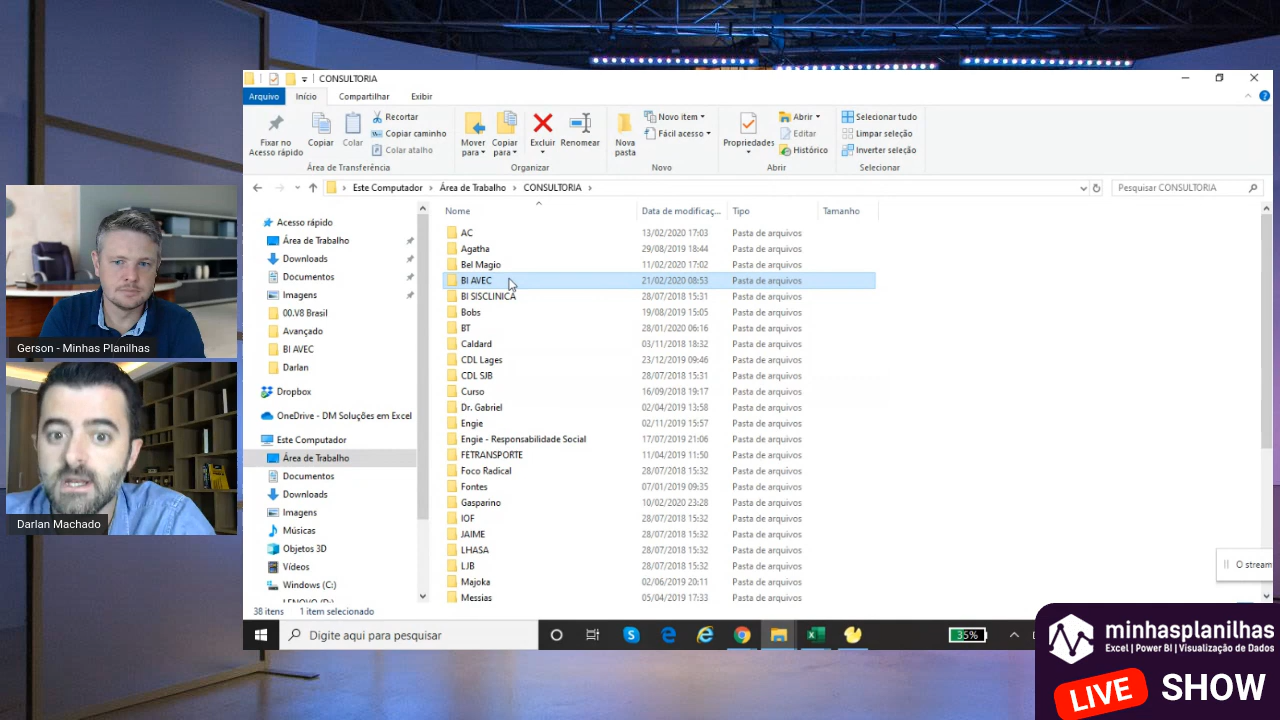 CONSULTORIA
Arquivo Início Compartilhar Exibir
Fixar no Acesso rápido
Copiar
Colar
Recortar
Copiar caminho
Colar atalho
Área de Transferência
Mover para
Copiar para
Excluir
Renomear
Organizar
Nova pasta
Novo item
Fácil acesso
Novo
Propriedades
Abrir
Editar
Histórico
Abrir
Selecionar tudo
Limpar seleção
Inverter seleção
Selecionar
Este Computador > Área de Trabalho > CONSULTORIA >
Pesquisar CONSULTORIA
Acesso rápido
Área de Trabalho
Downloads
Documentos
Imagens
00.V8 Brasil
Avançado
BI AVEC
Darlan
Dropbox
OneDrive - DM Soluções em Excel
Este Computador
Área de Trabalho
Documentos
Downloads
Imagens
Músicas
Objetos 3D
Vídeos
Windows (C:)
LENOVO (D:)
Nome Data de modificaç... Tipo Tamanho
AC 13/02/2020 17:03 Pasta de arquivos
Agatha 29/08/2019 18:44 Pasta de arquivos
Bel Magio 11/02/2020 17:02 Pasta de arquivos
BI AVEC 21/02/2020 08:53 Pasta de arquivos
BI SISCLINICA 28/07/2018 15:31 Pasta de arquivos
Bobs 19/08/2019 15:05 Pasta de arquivos
BT 28/01/2020 06:16 Pasta de arquivos
Caldard 03/11/2018 18:32 Pasta de arquivos
CDL Lages 23/12/2019 09:46 Pasta de arquivos
CDL SJB 28/07/2018 15:31 Pasta de arquivos
Curso 16/09/2018 19:17 Pasta de arquivos
Dr. Gabriel 02/04/2019 13:58 Pasta de arquivos
Engie 02/11/2019 15:57 Pasta de arquivos
Engie - Responsabilidade Social 17/07/2019 21:06 Pasta de arquivos
FETRANSPORTE 11/04/2019 11:50 Pasta de arquivos
Foco Radical 28/07/2018 15:32 Pasta de arquivos
Fontes 07/01/2019 09:35 Pasta de arquivos
Gasparino 10/02/2020 23:28 Pasta de arquivos
IOF 28/07/2018 15:32 Pasta de arquivos
JAIME 28/07/2018 15:32 Pasta de arquivos
LHASA 28/07/2018 15:32 Pasta de arquivos
LJB 28/07/2018 15:32 Pasta de arquivos
Majoka 02/06/2019 20:11 Pasta de arquivos
Messias 05/04/2019 17:33 Pasta de arquivos
38 itens 1 item selecionado
O stream
Digite aqui para pesquisar
35%
Gerson - Minhas Planilhas
Darlan Machado
minhasplanilhas
Excel | Power BI | Visualização de Dados
LIVE SHOW